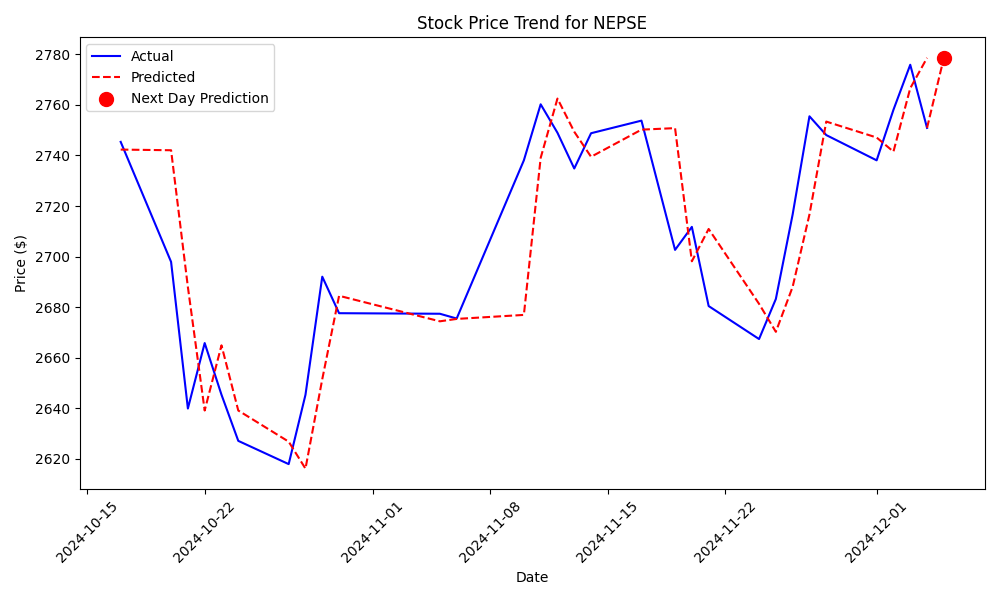 Stock Price Trend for NEPSE
Actual
Predicted
Next Day Prediction
Price ($)
2780
2760
2740
2720
2700
2680
2660
2640
2620
2024-10-15
2024-10-22
2024-11-01
2024-11-08
2024-11-15
2024-11-22
2024-12-01
Date